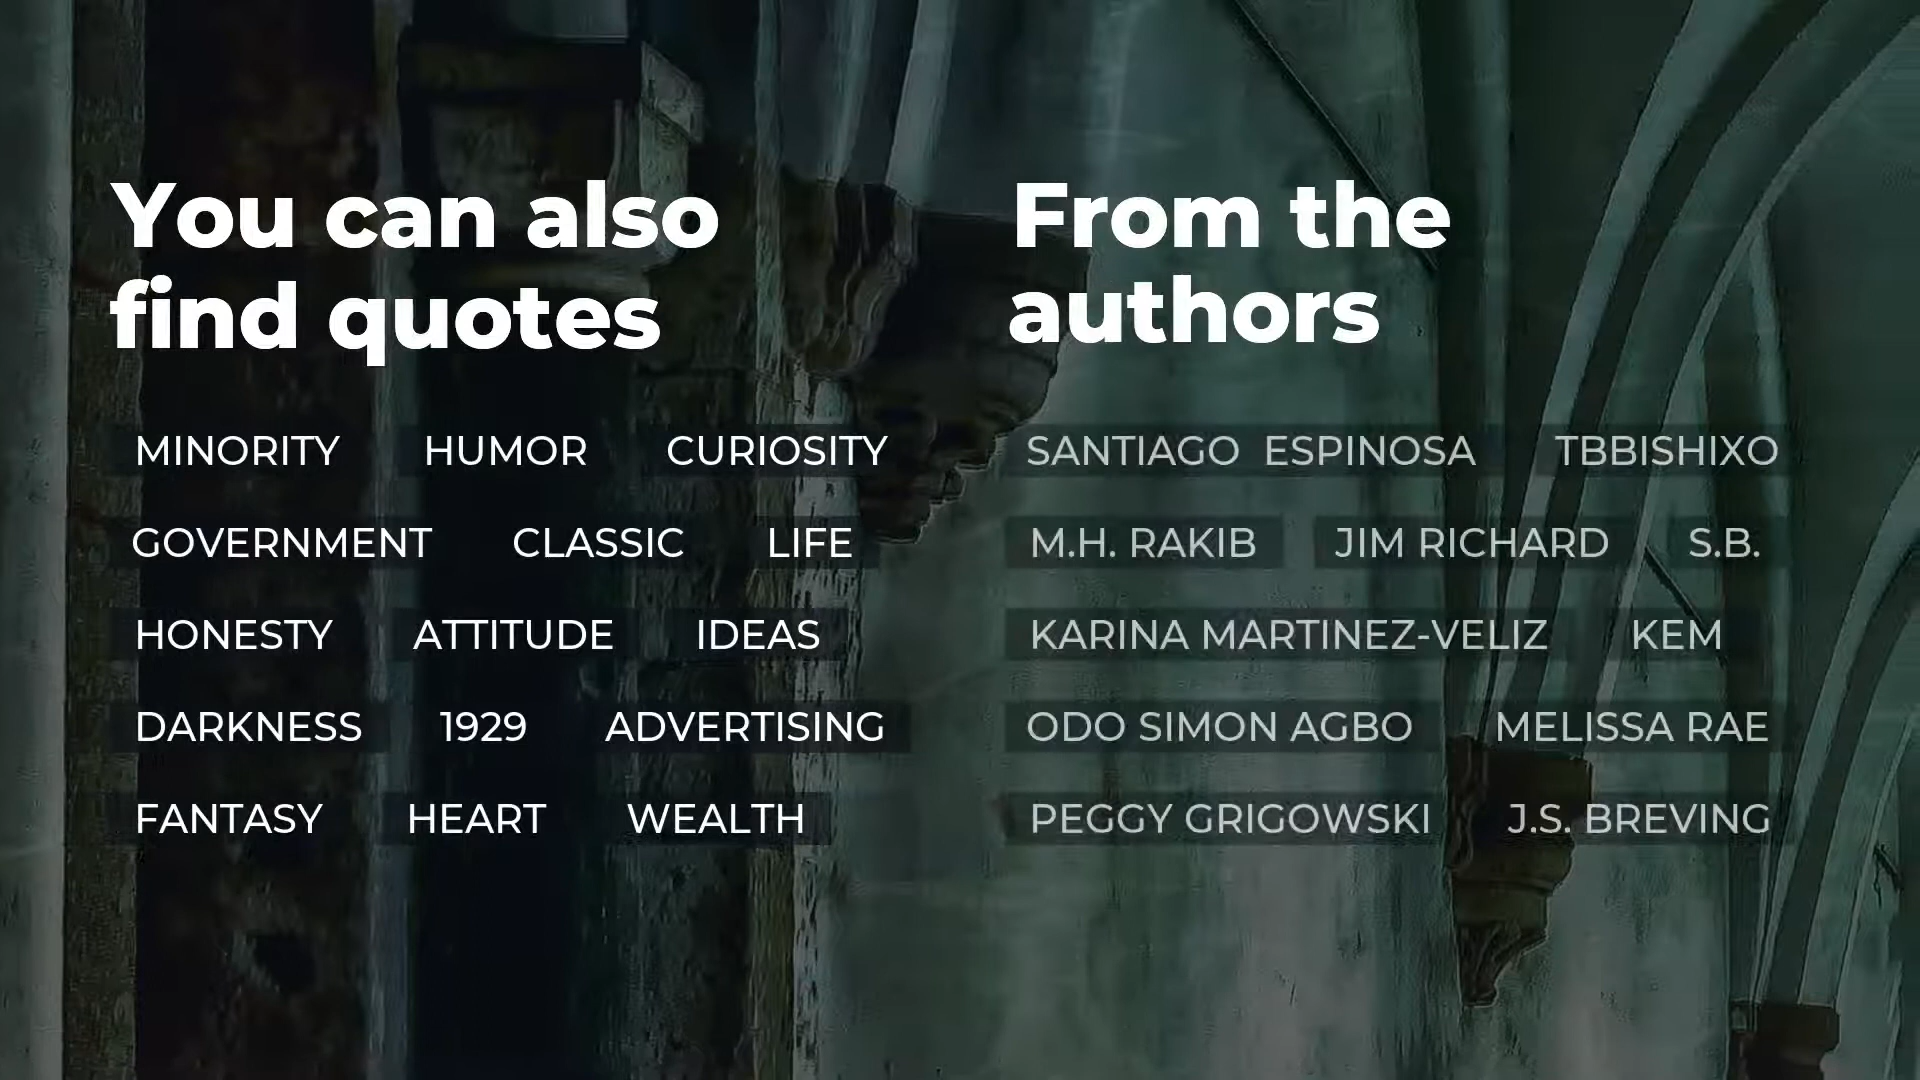 You can also
find quotes
MINORITY HUMOR CURIOSITY
GOVERNMENT CLASSIC LIFE
HONESTY ATTITUDE IDEAS
DARKNESS 1929 ADVERTISING
FANTASY HEART WEALTH
From the
authors
SANTIAGO ESPINOSA TBBISHIXO
M.H. RAKIB JIM RICHARD S.B.
KARINA MARTINEZ-VELIZ KEM
ODO SIMON AGBO MELISSA RAE
PEGGY GRIGOWSKI J.S. BREVING